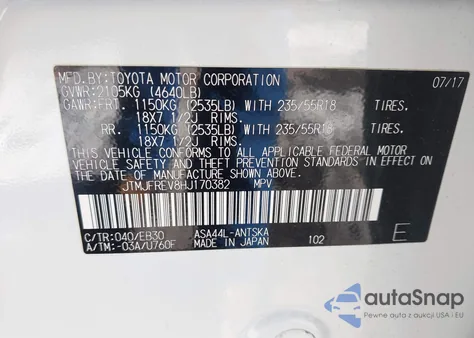 MFD.BY:TOYOTA MOTOR CORPORATION 07/17
GVWR:2105KG (4640LB)
GAWR:FRT. 1150KG (2535LB) WITH 235/55R18 TIRES.
18X7 1/2J RIMS.
RR. 1150KG (2535LB) WITH 235/55R18 TIRES.
18X7 1/2J RIMS.
THIS VEHICLE CONFORMS TO ALL APPLICABLE FEDERAL MOTOR
VEHICLE SAFETY AND THEFT PREVENTION STANDARDS IN EFFECT ON
THE DATE OF MANUFACTURE SHOWN ABOVE.
JTMJFREV8HJ170382 MPV
C/TR:040/EB30 ASA44L-ANTSKA
A/TM:-03A/U760F MADE IN JAPAN 102 E
autoSnap
Pewne auta z aukcji USA i EU